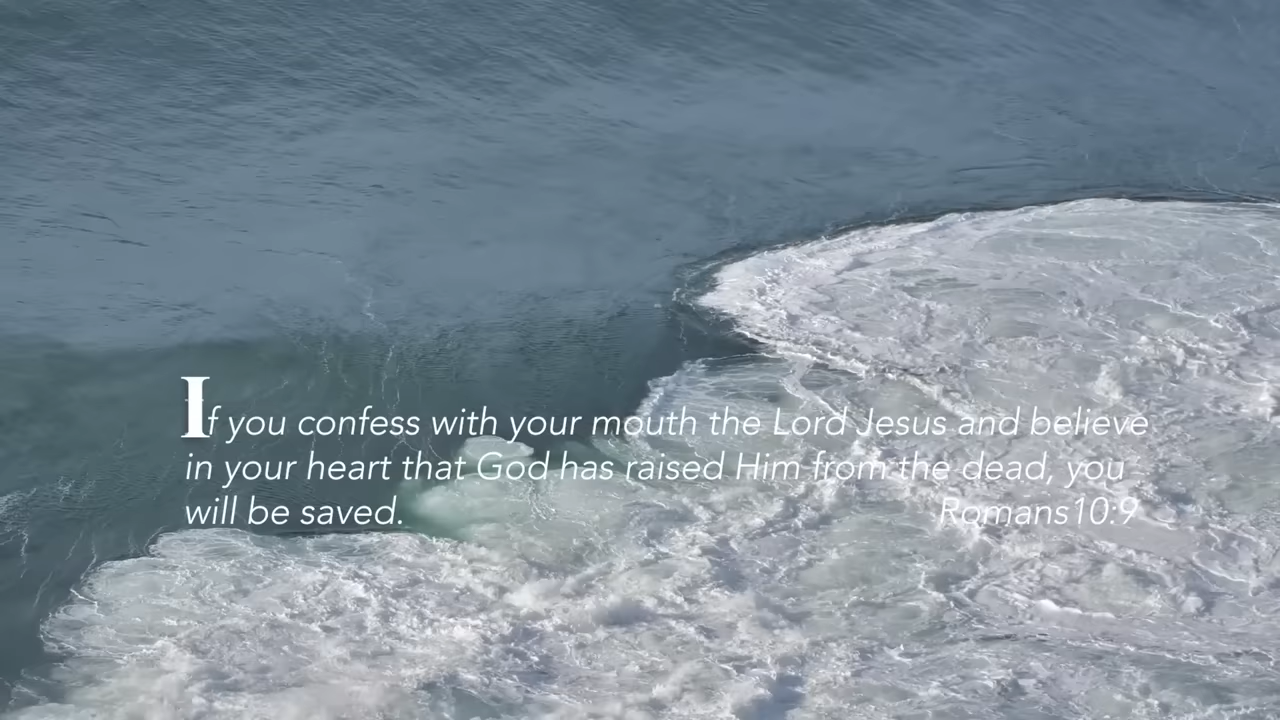 If you confess with your mouth the Lord Jesus and believe
in your heart that God has raised Him from the dead, you
will be saved. Romans10:9